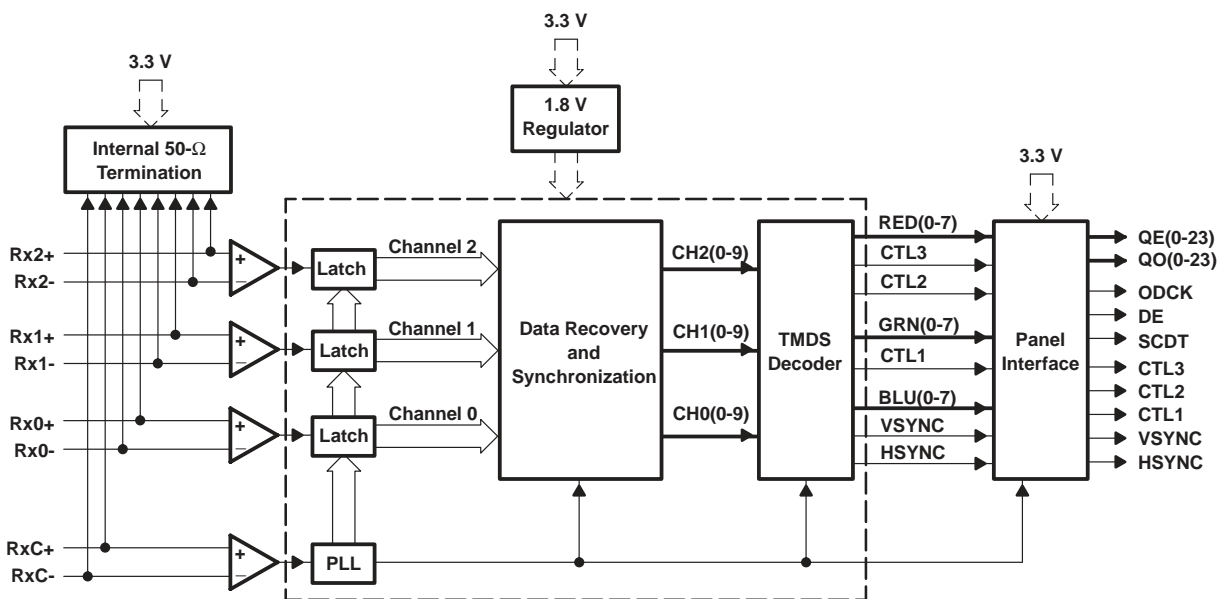 3.3 V
3.3 V
1.8 V
Regulator
Internal 50-Ω
Termination
3.3 V
Rx2+
Rx2-
Rx1+
Rx1-
Rx0+
Rx0-
RxC+
RxC-
+
−
+
−
+
−
+
−
Latch
Latch
Latch
PLL
Channel 2
Channel 1
Channel 0
Data Recovery
and
Synchronization
CH2(0-9)
CH1(0-9)
CH0(0-9)
TMDS
Decoder
RED(0-7)
CTL3
CTL2
GRN(0-7)
CTL1
BLU(0-7)
VSYNC
HSYNC
Panel
Interface
QE(0-23)
QO(0-23)
ODCK
DE
SCDT
CTL3
CTL2
CTL1
VSYNC
HSYNC